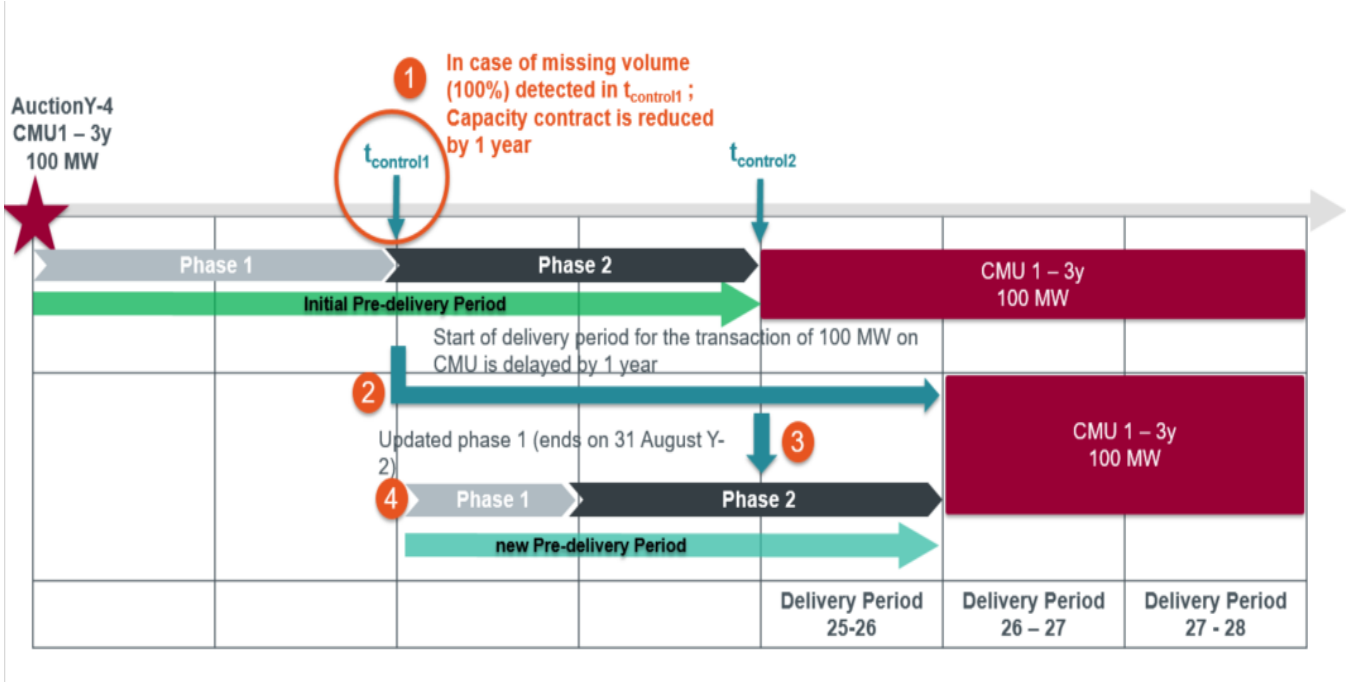 1
In case of missing volume
(100%) detected in tcontrol1 ;
Capacity contract is reduced
by 1 year
AuctionY-4
CMU1 – 3y
100 MW
tcontrol1
tcontrol2
Phase 1
Phase 2
CMU 1 – 3y
100 MW
Initial Pre-delivery Period
Start of delivery period for the transaction of 100 MW on
CMU is delayed by 1 year
2
Updated phase 1 (ends on 31 August Y-
2)
3
CMU 1 – 3y
100 MW
4
Phase 1
Phase 2
new Pre-delivery Period
Delivery Period
25-26
Delivery Period
26 – 27
Delivery Period
27 - 28